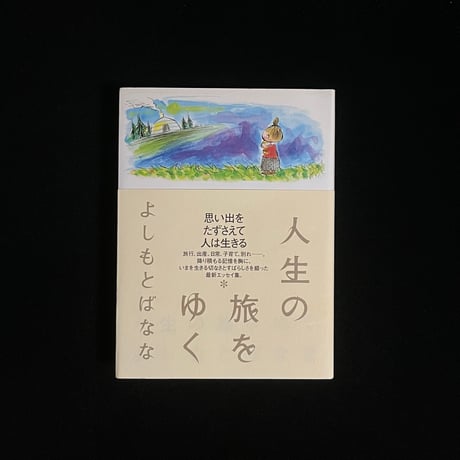 人生の
旅を
ゆく
よしもとばなな
思い出を
たずさえて
人は生きる
旅行、出産、日常、子育て、別れ――。
降り積もる記憶を胸に、
いまを生きる切なさとすばらしさを綴った
最新エッセイ集。